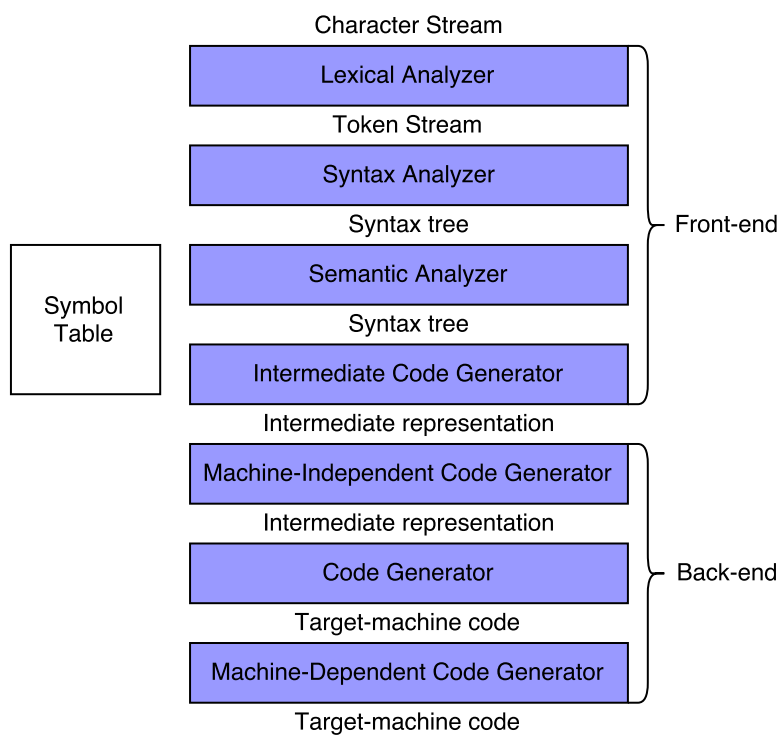 Character Stream
Lexical Analyzer
Token Stream
Syntax Analyzer
Syntax tree
Front-end
Semantic Analyzer
Symbol
Table
Syntax tree
Intermediate Code Generator
Intermediate representation
Machine-Independent Code Generator
Intermediate representation
Code Generator
Back-end
Target-machine code
Machine-Dependent Code Generator
Target-machine code